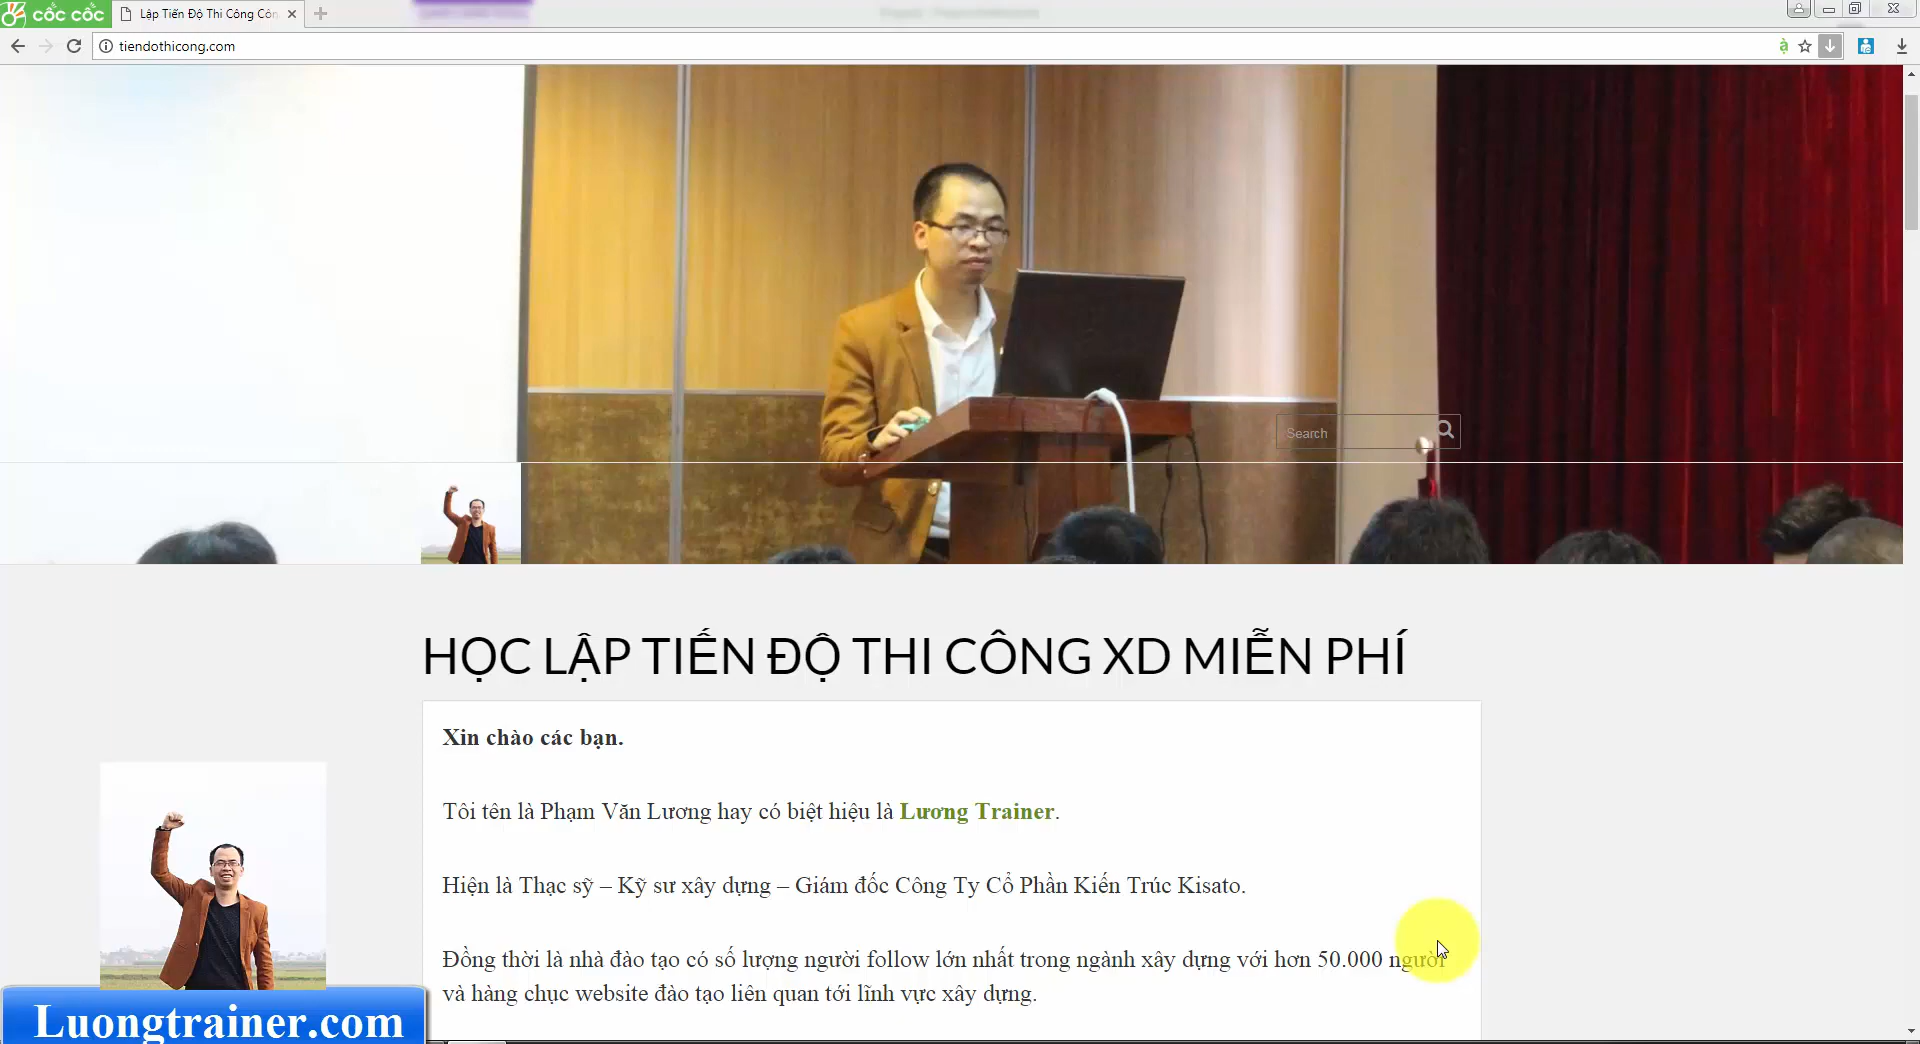 cốc cốc
Lập Tiến Độ Thi Công Côn
tiendothicong.com
Search
HỌC LẬP TIẾN ĐỘ THI CÔNG XD MIỄN PHÍ
Xin chào các bạn.
Tôi tên là Phạm Văn Lương hay có biệt hiệu là Lương Trainer.
Hiện là Thạc sỹ – Kỹ sư xây dựng – Giám đốc Công Ty Cổ Phần Kiến Trúc Kisato.
Đồng thời là nhà đào tạo có số lượng người follow lớn nhất trong ngành xây dựng với hơn 50.000 người
và hàng chục website đào tạo liên quan tới lĩnh vực xây dựng.
Luongtrainer.com